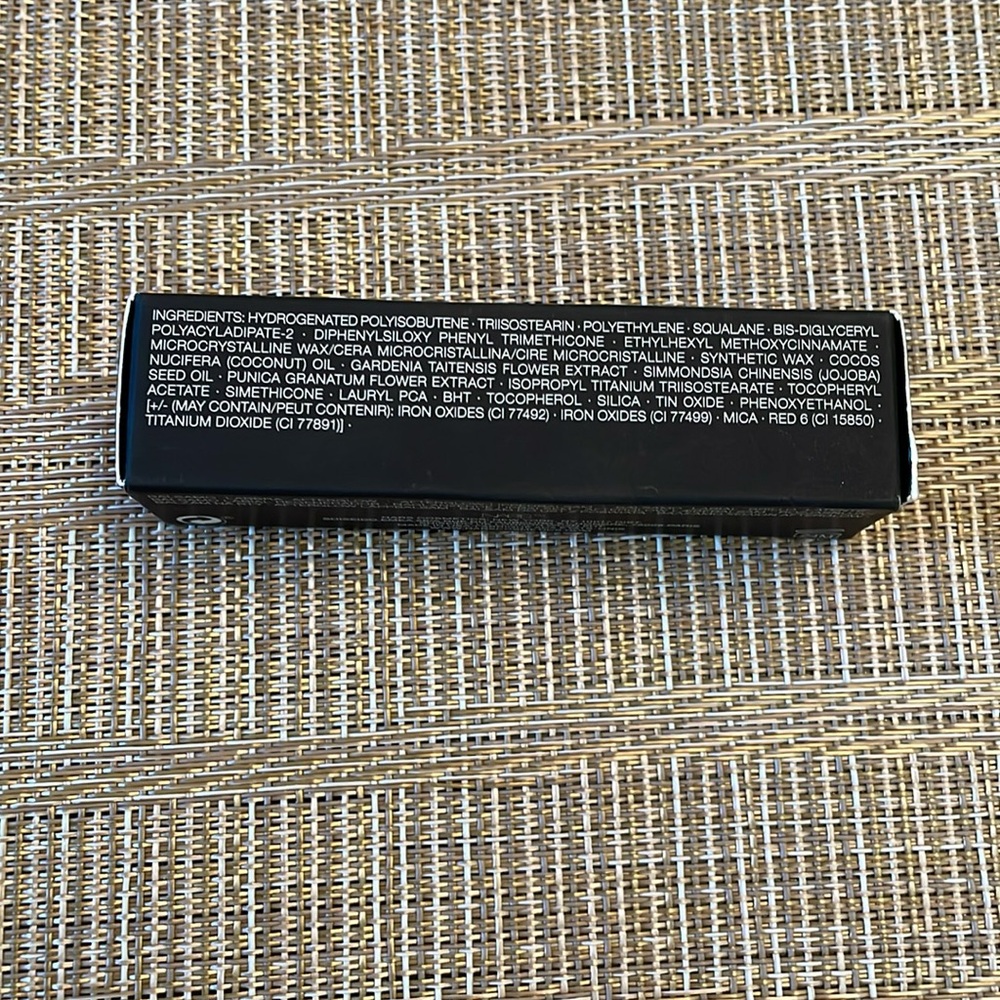 INGREDIENTS: HYDROGENATED POLYISOBUTENE · TRIISOSTEARIN · POLYETHYLENE · SQUALANE · BIS-DIGLYCERYL
POLYACYLADIPATE-2 · DIPHENYLSILOXY PHENYL TRIMETHICONE · ETHYLHEXYL METHOXYCINNAMATE ·
MICROCRYSTALLINE WAX/CERA MICROCRISTALLINA/CIRE MICROCRISTALLINE · SYNTHETIC WAX · COCOS
NUCIFERA (COCONUT) OIL · GARDENIA TAITENSIS FLOWER EXTRACT · SIMMONDSIA CHINENSIS (JOJOBA)
SEED OIL · PUNICA GRANATUM FLOWER EXTRACT · ISOPROPYL TITANIUM TRIISOSTEARATE · TOCOPHERYL
ACETATE · SIMETHICONE · LAURYL PCA · BHT · TOCOPHEROL · SILICA · TIN OXIDE · PHENOXYETHANOL ·
[+/- (MAY CONTAIN/PEUT CONTENIR): IRON OXIDES (CI 77492) · IRON OXIDES (CI 77499) · MICA · RED 6 (CI 15850) ·
TITANIUM DIOXIDE (CI 77891)] ·